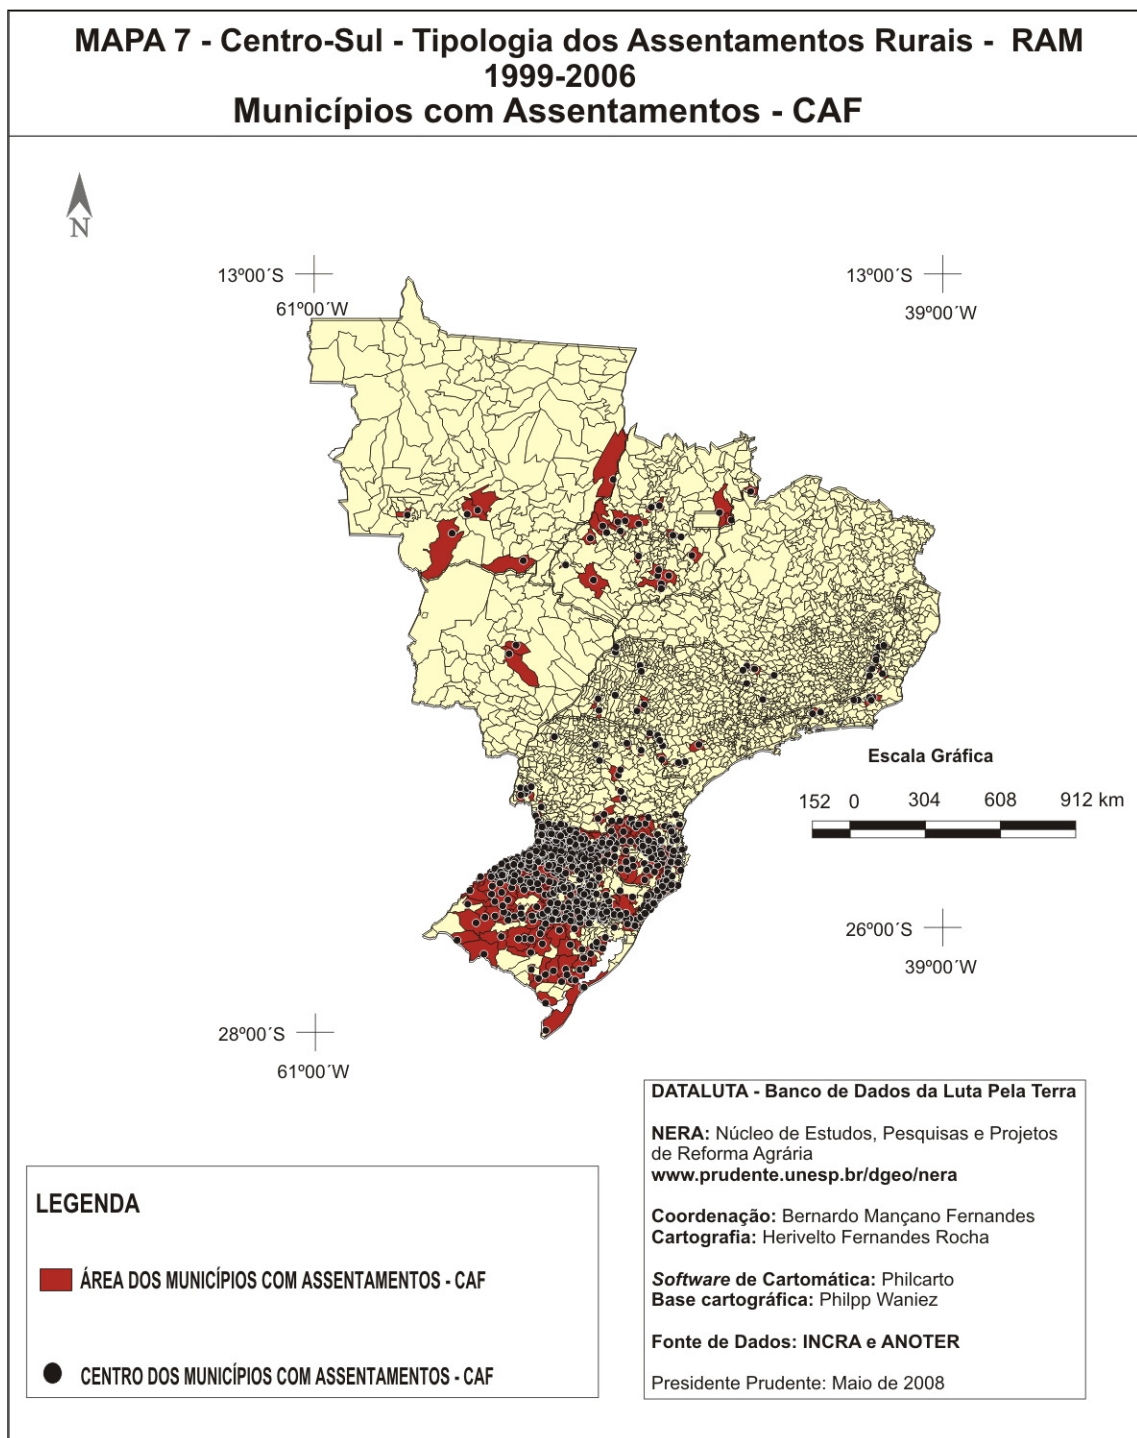 MAPA 7 - Centro-Sul - Tipologia dos Assentamentos Rurais - RAM
1999-2006
Municípios com Assentamentos - CAF
N
13º00´S
61º00´W
13º00´S
39º00´W
Escala Gráfica
152 0 304 608 912 km
26º00´S
39º00´W
28º00´S
61º00´W
DATALUTA - Banco de Dados da Luta Pela Terra
NERA: Núcleo de Estudos, Pesquisas e Projetos
de Reforma Agrária
www.prudente.unesp.br/dgeo/nera
Coordenação: Bernardo Mançano Fernandes
Cartografia: Herivelto Fernandes Rocha
Software de Cartomática: Philcarto
Base cartográfica: Philpp Waniez
Fonte de Dados: INCRA e ANOTER
Presidente Prudente: Maio de 2008
LEGENDA
ÁREA DOS MUNICÍPIOS COM ASSENTAMENTOS - CAF
CENTRO DOS MUNICÍPIOS COM ASSENTAMENTOS - CAF